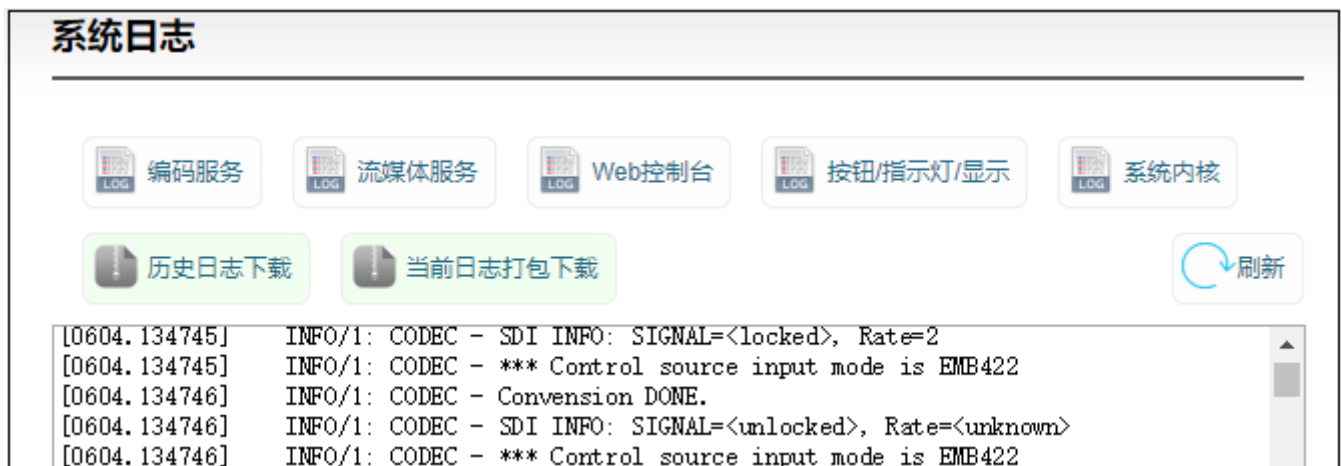 系统日志
LOG 编码服务 LOG 流媒体服务 LOG Web控制台 LOG 按钮/指示灯/显示 LOG 系统内核
历史日志下载 当前日志打包下载 刷新
[0604.134745] INFO/1: CODEC - SDI INFO: SIGNAL=<locked>, Rate=2
[0604.134745] INFO/1: CODEC - *** Control source input mode is EMB422
[0604.134746] INFO/1: CODEC - Convension DONE.
[0604.134746] INFO/1: CODEC - SDI INFO: SIGNAL=<unlocked>, Rate=<unknown>
[0604.134746] INFO/1: CODEC - *** Control source input mode is EMB422